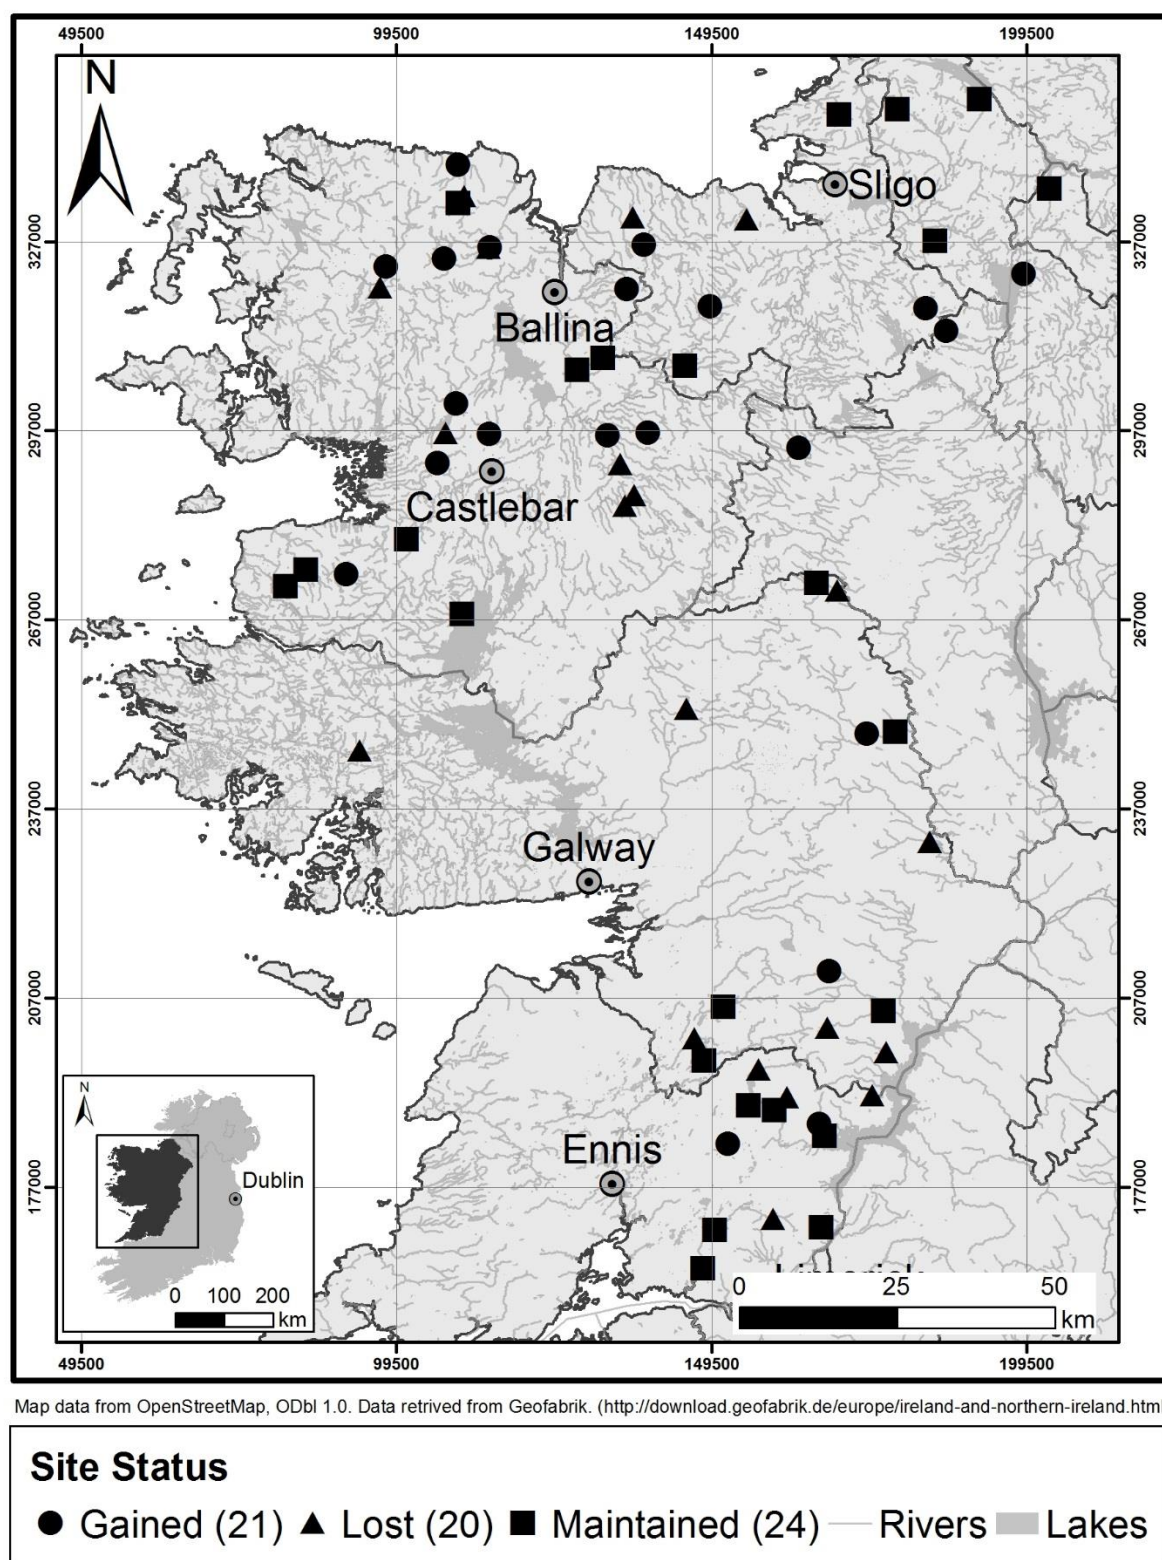 49500 99500 149500 199500
N
Sligo
327000 327000
Ballina
297000 297000
Castlebar
267000 267000
237000 237000
Galway
207000 207000
Ennis
177000 177000
N
Dublin
0 100 200
km
0 25 50
km
49500 99500 149500 199500
Map data from OpenStreetMap, ODbl 1.0. Data retrived from Geofabrik. (http://download.geofabrik.de/europe/ireland-and-northern-ireland.html
Site Status
Gained (21) Lost (20) Maintained (24) Rivers Lakes